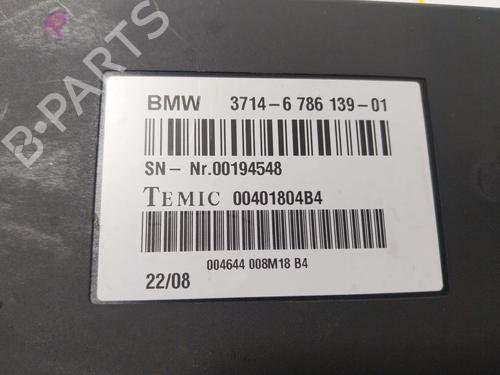 BMW 3714-6 786 139-01
SN- Nr.00194548
TEMIC 00401804B4
004644 008M18 B4
22/08
B-PARTS